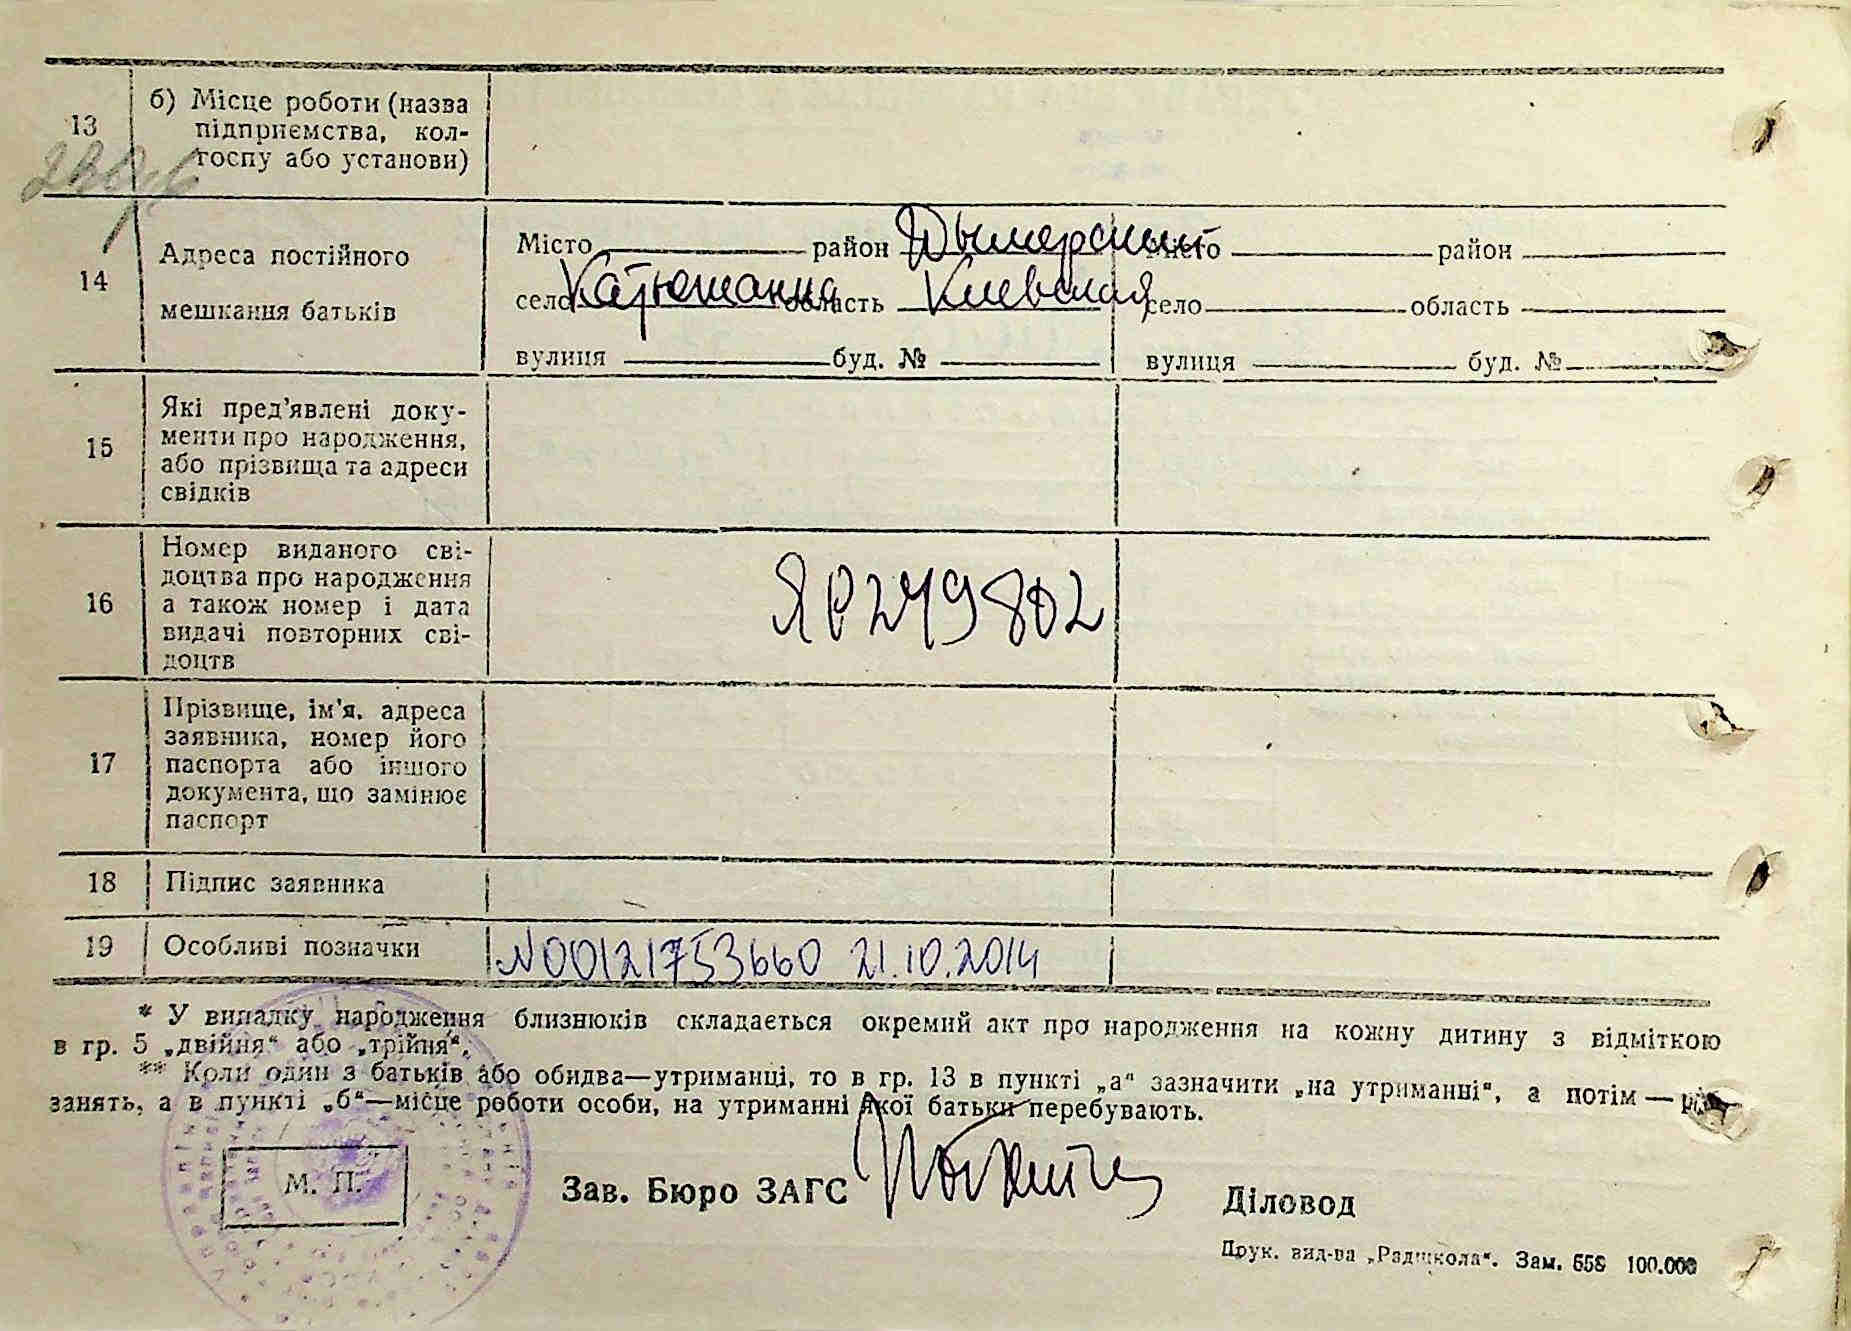 13
б) Місце роботи (назва
підприємства, кол-
госпу або установи)
14
Адреса постійного
мешкання батьків
Місто район Дымерский Місто район
село Катюжанка область Киевская село область
вулиця буд. № вулиця буд. №
15
Які пред'явлені доку-
менти про народження,
або прізвища та адреси
свідків
16
Номер виданого сві-
доцтва про народження
а також номер і дата
видачі повторних сві-
доцтв
ЯР 249802
17
Прізвище, ім'я, адреса
заявника, номер його
паспорта або іншого
документа, що замінює
паспорт
18 Підпис заявника
19 Особливі позначки N00121753660 21.10.2014
* У випадку народження близнюків складається окремий акт про народження на кожну дитину з відміткою
в гр. 5 „двійня“ або „трійня“.
** Коли один з батьків або обидва—утриманці, то в гр. 13 в пункті „а“ зазначити „на утриманні“, а потім —
занять, а в пункті „б“—місце роботи особи, на утриманні якої батьки перебувають.
М. П.
Зав. Бюро ЗАГС
Діловод
Друк. вид-ва „Радшкола“. Зам. 658 100.000